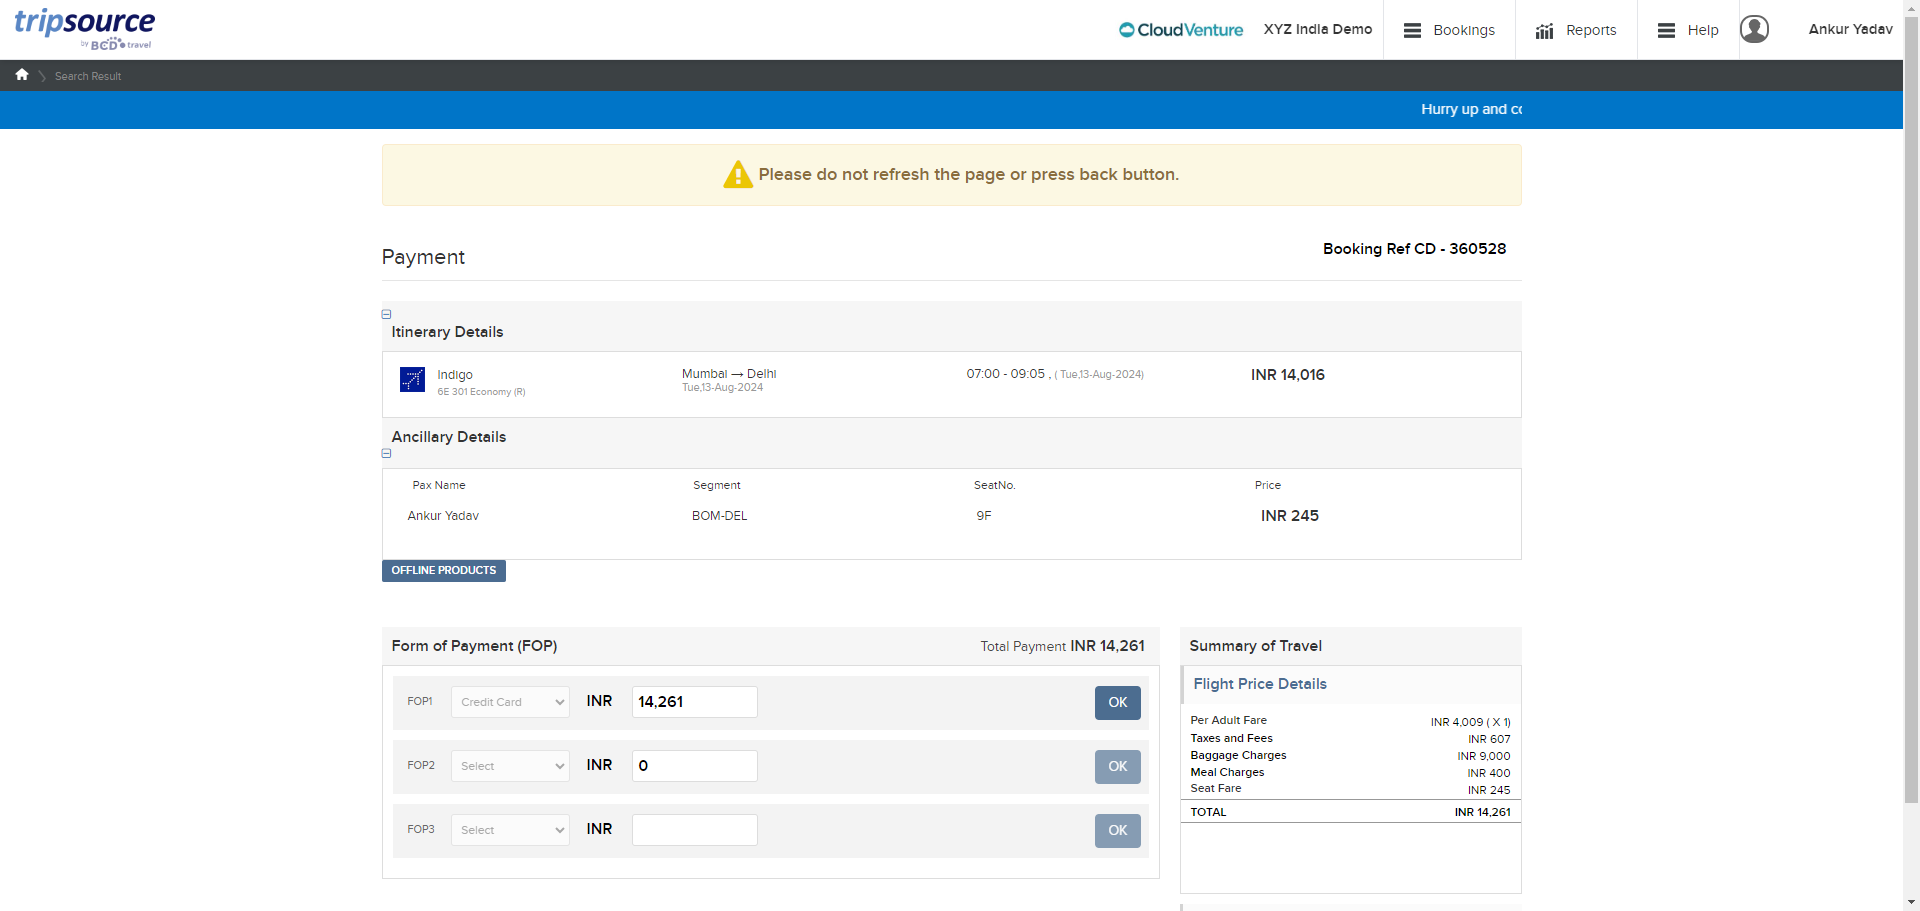 tripsource
by BCD travel
CloudVenture
XYZ India Demo
Bookings
Reports
Help
Ankur Yadav
Search Result
Hurry up and co
Please do not refresh the page or press back button.
Payment
Booking Ref CD - 360528
Itinerary Details
Indigo
6E 301 Economy (R)
Mumbai → Delhi
Tue,13-Aug-2024
07:00 - 09:05 , ( Tue,13-Aug-2024)
INR 14,016
Ancillary Details
Pax Name Segment SeatNo. Price
Ankur Yadav BOM-DEL 9F INR 245
OFFLINE PRODUCTS
Form of Payment (FOP) Total Payment INR 14,261
FOP1 Credit Card INR 14,261 OK
FOP2 Select INR 0 OK
FOP3 Select INR OK
Summary of Travel
Flight Price Details
Per Adult Fare INR 4,009 ( X 1)
Taxes and Fees INR 607
Baggage Charges INR 9,000
Meal Charges INR 400
Seat Fare INR 245
TOTAL INR 14,261